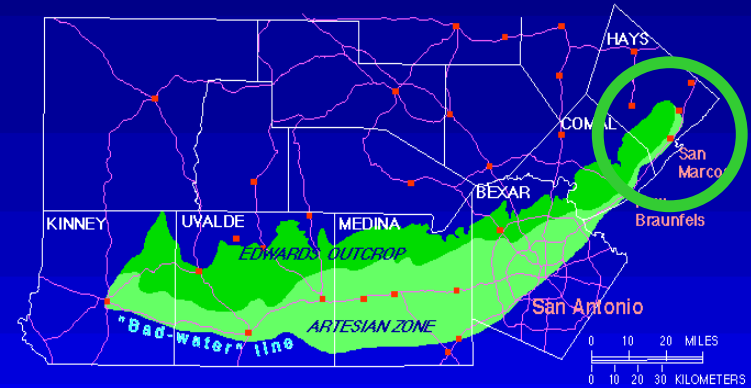 HAYS
COMAL
San
Marco
BEXAR
Braunfels
KINNEY
UVALDE
MEDINA
EDWARDS OUTCROP
San Antonio
ARTESIAN ZONE
"Bad-water" line
0 10 20 MILES
0 10 20 30 KILOMETERS